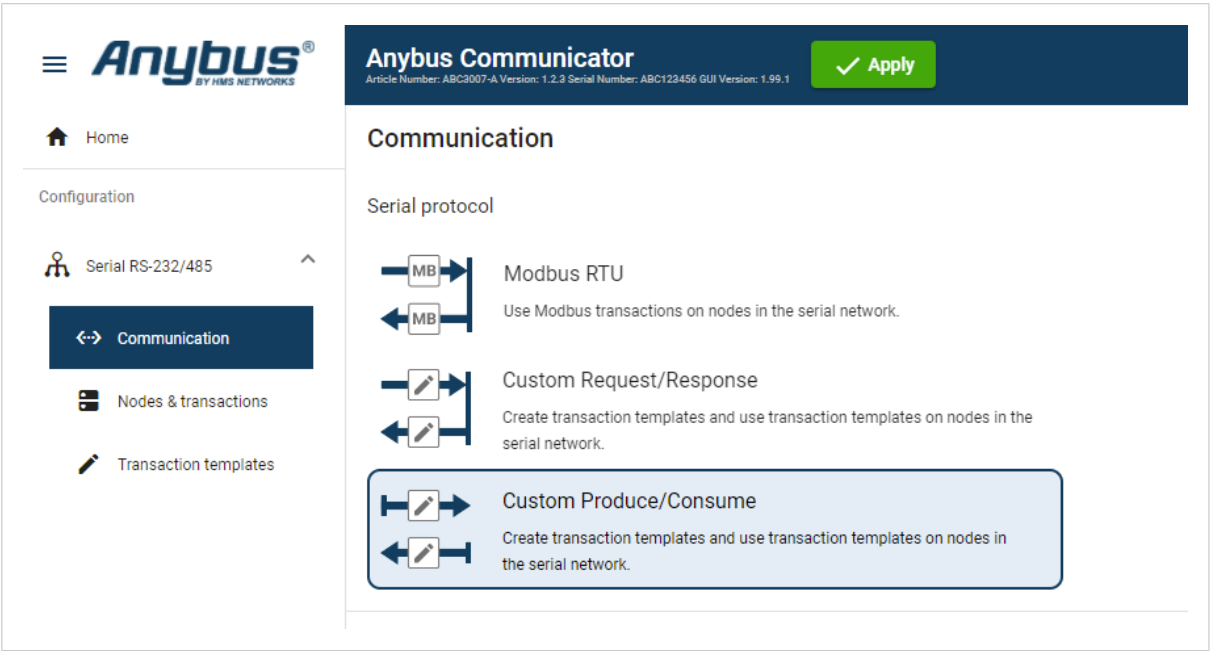 Anybus®
BY HMS NETWORKS
Anybus Communicator
Article Number: ABC3007-A Version: 1.2.3 Serial Number: ABC123456 GUI Version: 1.99.1
Apply
Home
Configuration
Serial RS-232/485
Communication
Nodes & transactions
Transaction templates
Communication
Serial protocol
MB
MB
Modbus RTU
Use Modbus transactions on nodes in the serial network.
Custom Request/Response
Create transaction templates and use transaction templates on nodes in the
serial network.
Custom Produce/Consume
Create transaction templates and use transaction templates on nodes in
the serial network.